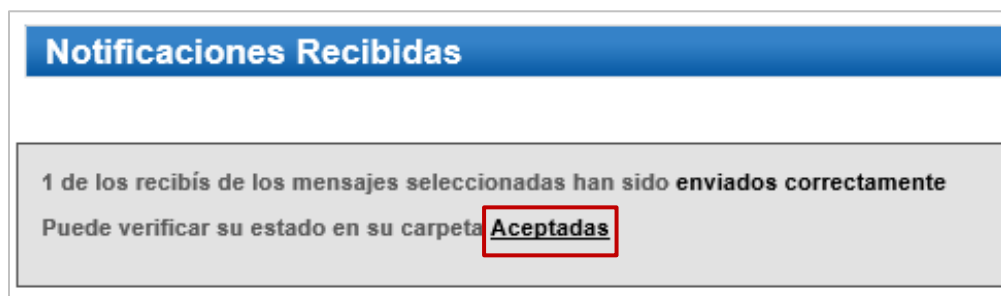 Notificaciones Recibidas
1 de los recibís de los mensajes seleccionadas han sido enviados correctamente
Puede verificar su estado en su carpeta Aceptadas